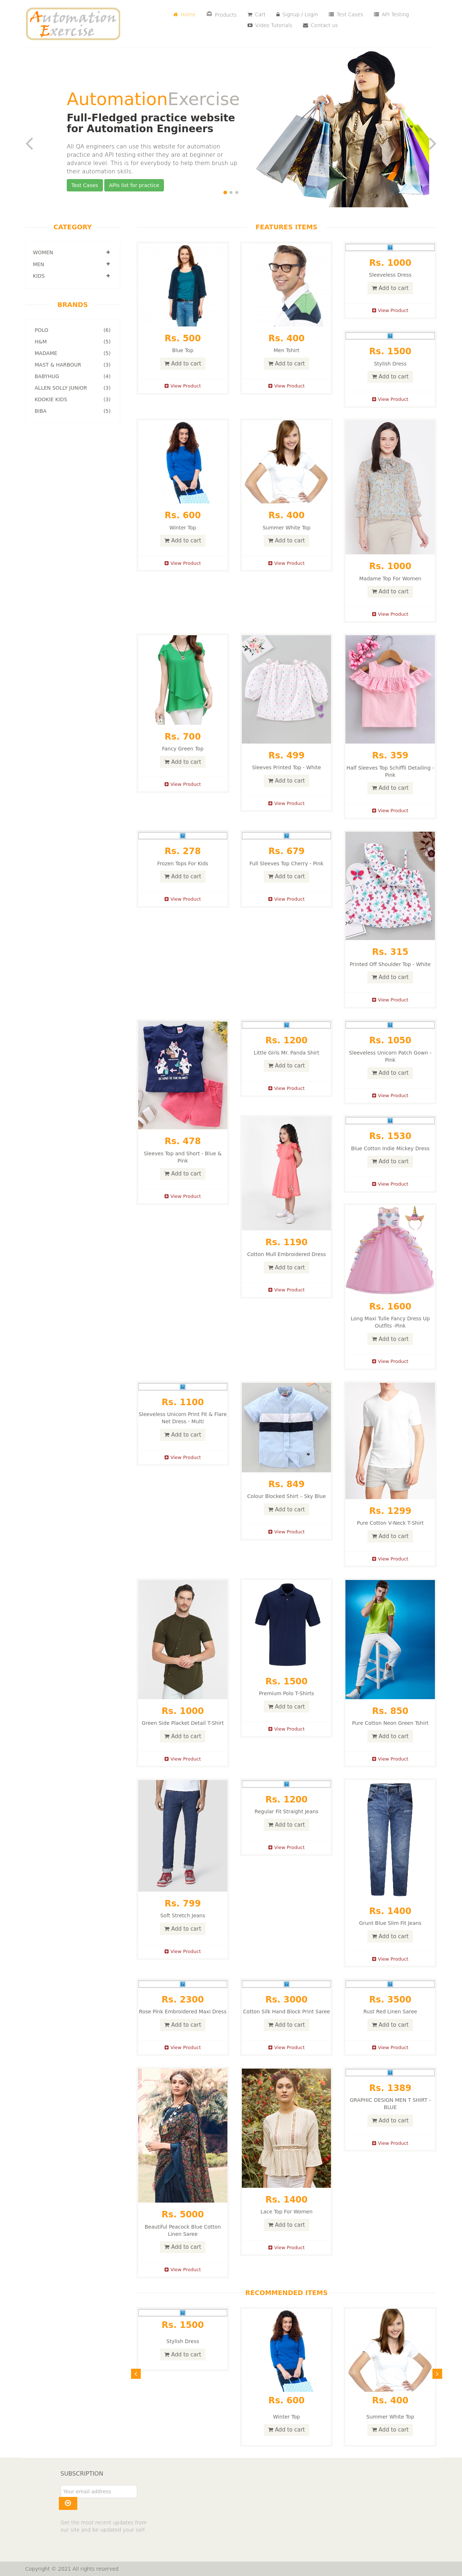 Automation
Exercise
Home
Products
Cart
Signup / Login
Test Cases
API Testing
Video Tutorials
Contact us
AutomationExercise
Full-Fledged practice website
for Automation Engineers
All QA engineers can use this website for automation
practice and API testing either they are at beginner or
advance level. This is for everybody to help them brush up
their automation skills.
Test Cases
APIs list for practice
CATEGORY
WOMEN
MEN
KIDS
BRANDS
POLO (6)
H&M (5)
MADAME (5)
MAST & HARBOUR (3)
BABYHUG (4)
ALLEN SOLLY JUNIOR (3)
KOOKIE KIDS (3)
BIBA (5)
FEATURES ITEMS
Rs. 500
Blue Top
Add to cart
View Product
Rs. 400
Men Tshirt
Add to cart
View Product
Rs. 1000
Sleeveless Dress
Add to cart
View Product
Rs. 1500
Stylish Dress
Add to cart
View Product
Rs. 600
Winter Top
Add to cart
View Product
Rs. 400
Summer White Top
Add to cart
View Product
Rs. 1000
Madame Top For Women
Add to cart
View Product
Rs. 700
Fancy Green Top
Add to cart
View Product
Rs. 499
Sleeves Printed Top - White
Add to cart
View Product
Rs. 359
Half Sleeves Top Schiffli Detailing -
Pink
Add to cart
View Product
Rs. 278
Frozen Tops For Kids
Add to cart
View Product
Rs. 679
Full Sleeves Top Cherry - Pink
Add to cart
View Product
Rs. 315
Printed Off Shoulder Top - White
Add to cart
View Product
Rs. 478
Sleeves Top and Short - Blue &
Pink
Add to cart
View Product
Rs. 1200
Little Girls Mr. Panda Shirt
Add to cart
View Product
Rs. 1050
Sleeveless Unicorn Patch Gown -
Pink
Add to cart
View Product
Rs. 1190
Cotton Mull Embroidered Dress
Add to cart
View Product
Rs. 1530
Blue Cotton Indie Mickey Dress
Add to cart
View Product
Rs. 1600
Long Maxi Tulle Fancy Dress Up
Outfits -Pink
Add to cart
View Product
Rs. 1100
Sleeveless Unicorn Print Fit & Flare
Net Dress - Multi
Add to cart
View Product
Rs. 849
Colour Blocked Shirt – Sky Blue
Add to cart
View Product
Rs. 1299
Pure Cotton V-Neck T-Shirt
Add to cart
View Product
Rs. 1000
Green Side Placket Detail T-Shirt
Add to cart
View Product
Rs. 1500
Premium Polo T-Shirts
Add to cart
View Product
Rs. 850
Pure Cotton Neon Green Tshirt
Add to cart
View Product
Rs. 799
Soft Stretch Jeans
Add to cart
View Product
Rs. 1200
Regular Fit Straight Jeans
Add to cart
View Product
Rs. 1400
Grunt Blue Slim Fit Jeans
Add to cart
View Product
Rs. 2300
Rose Pink Embroidered Maxi Dress
Add to cart
View Product
Rs. 3000
Cotton Silk Hand Block Print Saree
Add to cart
View Product
Rs. 3500
Rust Red Linen Saree
Add to cart
View Product
Rs. 5000
Beautiful Peacock Blue Cotton
Linen Saree
Add to cart
View Product
Rs. 1400
Lace Top For Women
Add to cart
View Product
Rs. 1389
GRAPHIC DESIGN MEN T SHIRT -
BLUE
Add to cart
View Product
RECOMMENDED ITEMS
Rs. 1500
Stylish Dress
Add to cart
Rs. 600
Winter Top
Add to cart
Rs. 400
Summer White Top
Add to cart
SUBSCRIPTION
Your email address
Get the most recent updates from
our site and be updated your self...
Copyright © 2021 All rights reserved